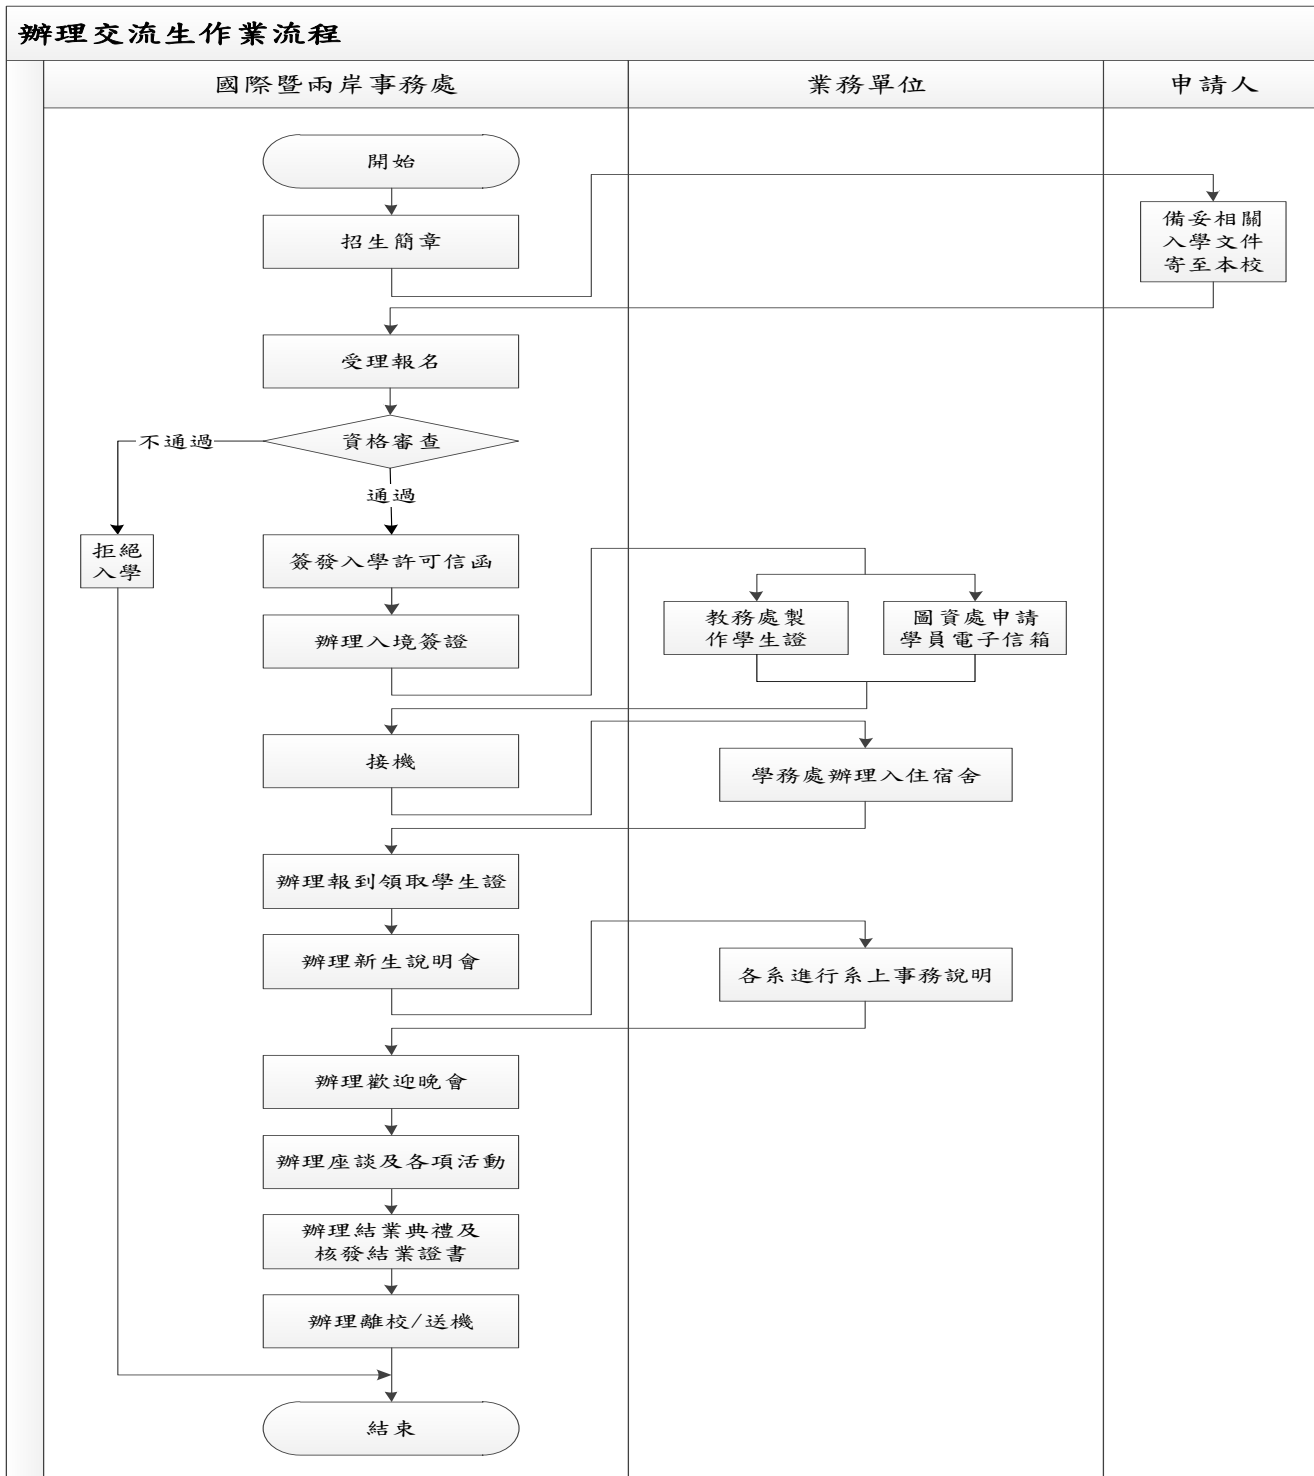 辦理交流生作業流程
國際暨兩岸事務處
業務單位
申請人
開始
招生簡章
備妥相關
入學文件
寄至本校
受理報名
資格審查
不通過
通過
拒絕
入學
簽發入學許可信函
辦理入境簽證
教務處製
作學生證
圖資處申請
學員電子信箱
接機
學務處辦理入住宿舍
辦理報到領取學生證
辦理新生說明會
各系進行系上事務說明
辦理歡迎晚會
辦理座談及各項活動
辦理結業典禮及
核發結業證書
辦理離校/送機
結束